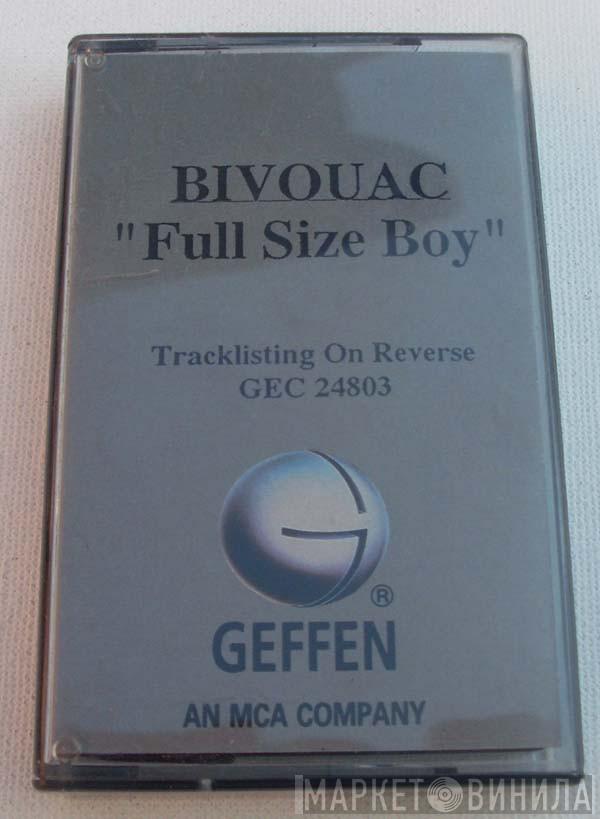 BIVOUAC
"Full Size Boy"
Tracklisting On Reverse
GEC 24803
®
GEFFEN
AN MCA COMPANY
МАРКЕТ ВИНИЛА